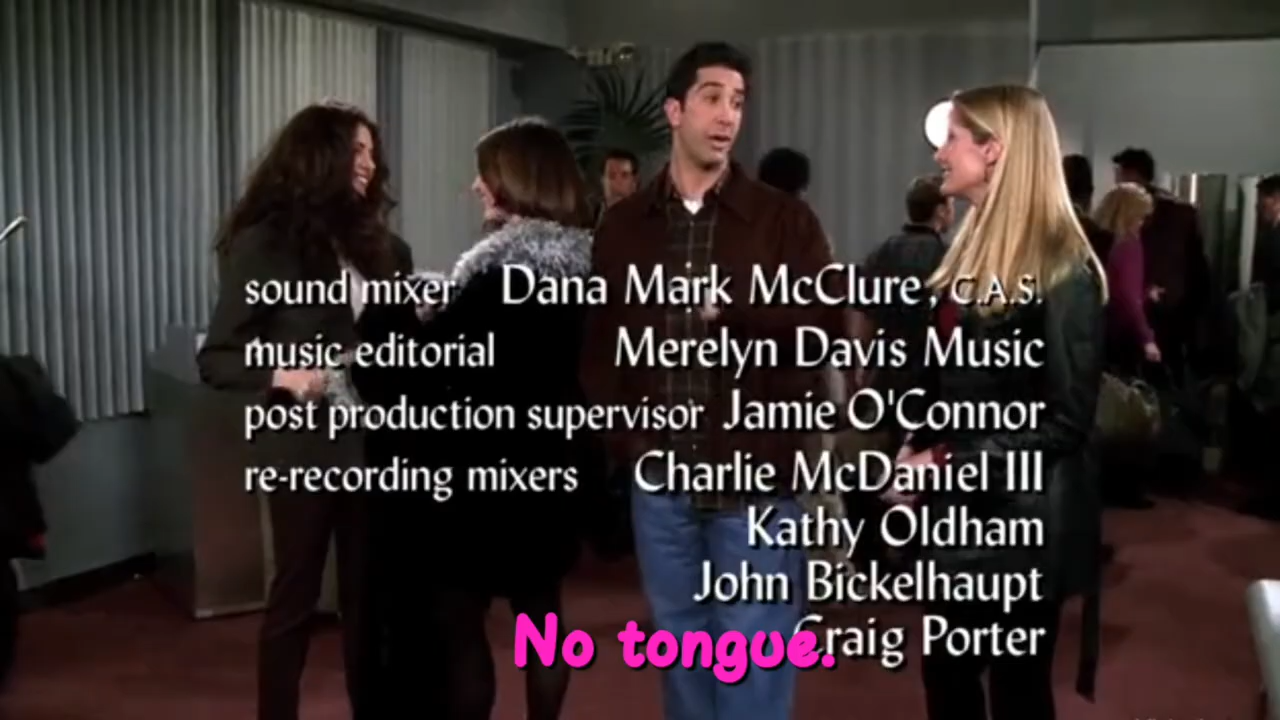 sound mixer Dana Mark McClure, C.A.S.
music editorial Merelyn Davis Music
post production supervisor Jamie O'Connor
re-recording mixers Charlie McDaniel III
Kathy Oldham
John Bickelhaupt
Craig Porter
No tongue.